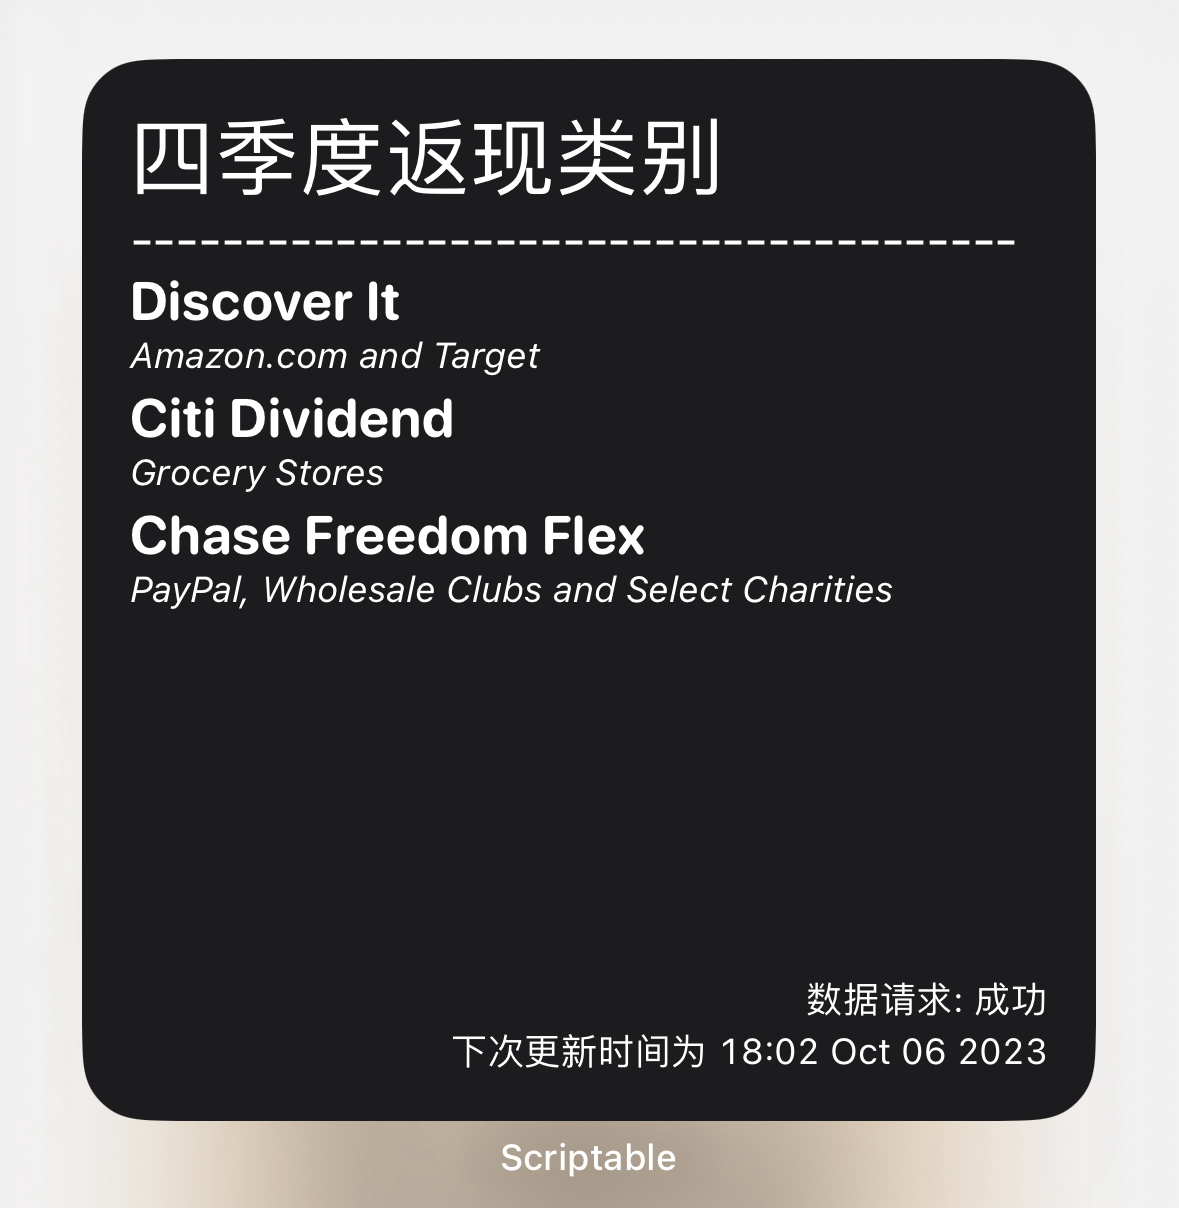 四季度返现类别
---------------------------------------
Discover It
Amazon.com and Target
Citi Dividend
Grocery Stores
Chase Freedom Flex
PayPal, Wholesale Clubs and Select Charities
数据请求: 成功
下次更新时间为 18:02 Oct 06 2023
Scriptable